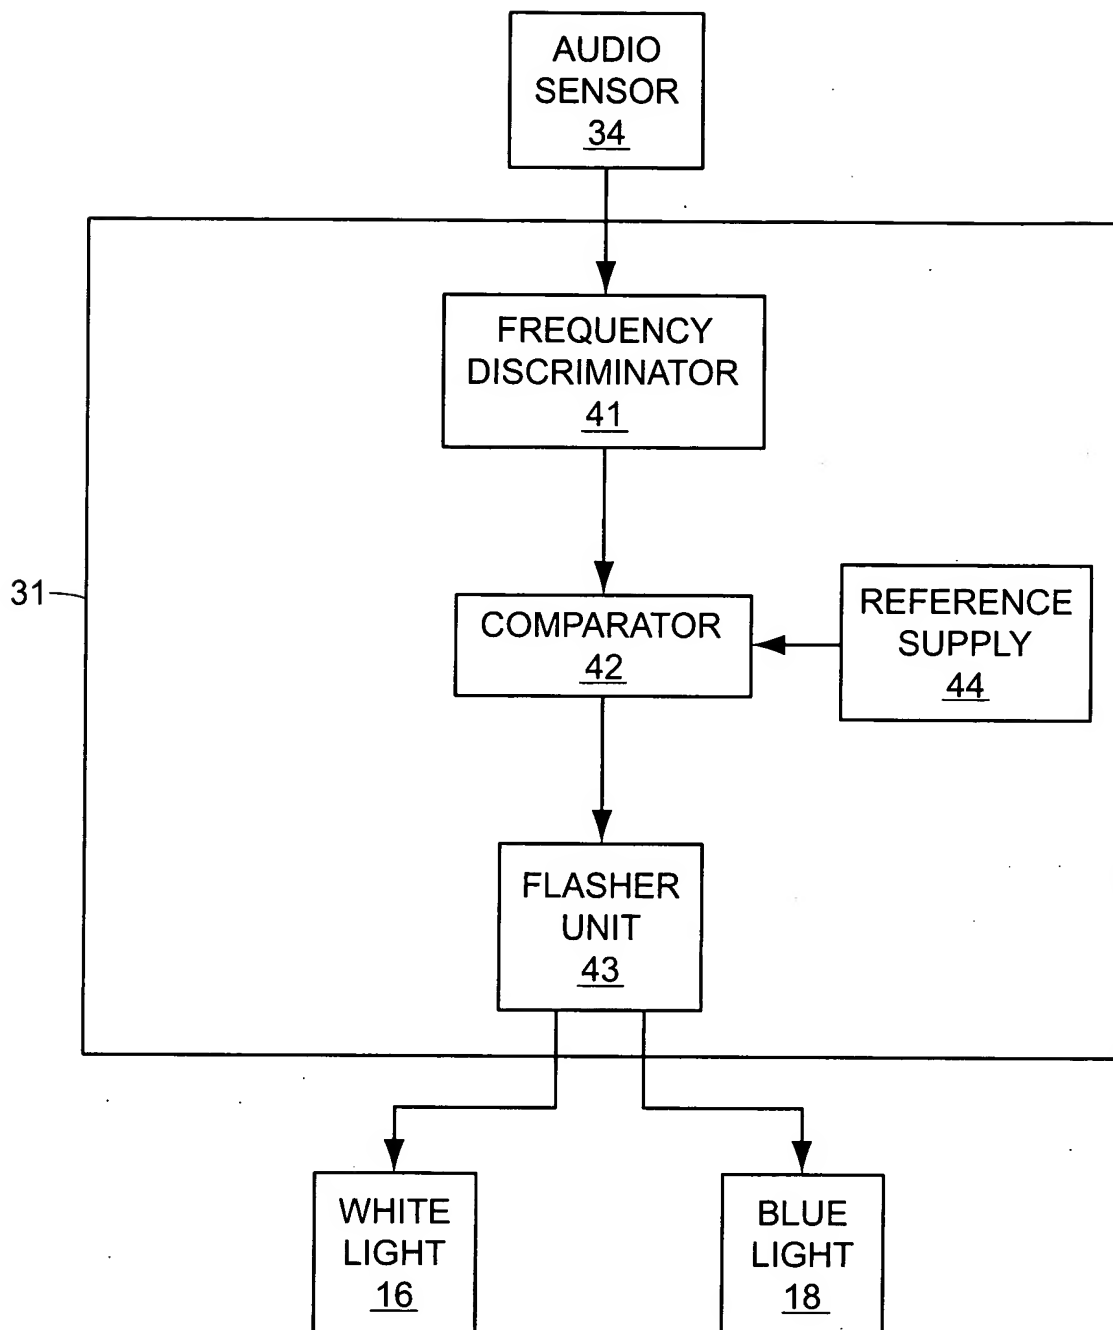 AUDIO
SENSOR
34
FREQUENCY
DISCRIMINATOR
41
31
COMPARATOR
42
REFERENCE
SUPPLY
44
FLASHER
UNIT
43
WHITE
LIGHT
16
BLUE
LIGHT
18